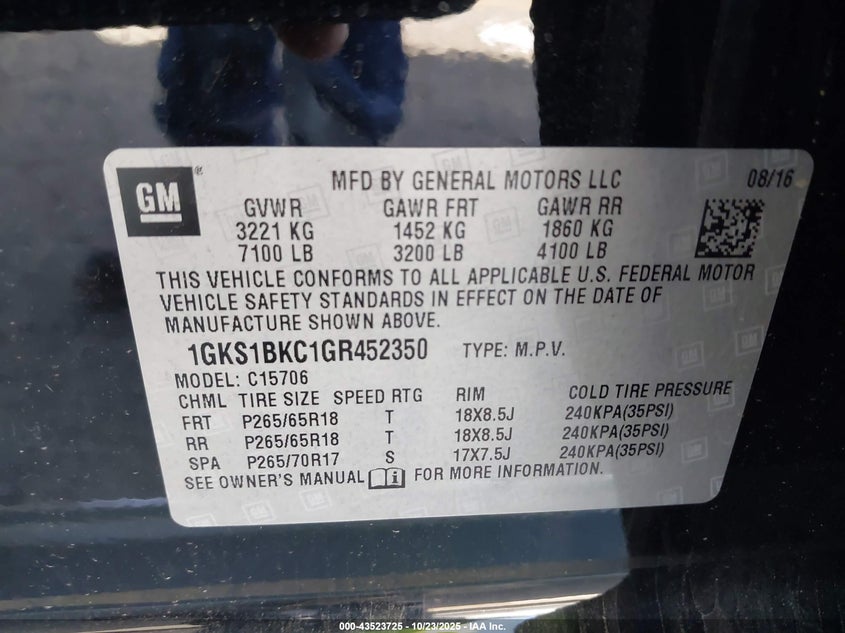 GM ®
MFD BY GENERAL MOTORS LLC 08/16
GVWR GAWR FRT GAWR RR
3221 KG 1452 KG 1860 KG
7100 LB 3200 LB 4100 LB
THIS VEHICLE CONFORMS TO ALL APPLICABLE U.S. FEDERAL MOTOR
VEHICLE SAFETY STANDARDS IN EFFECT ON THE DATE OF
MANUFACTURE SHOWN ABOVE.
1GKS1BKC1GR452350 TYPE: M.P.V.
MODEL: C15706
CHML TIRE SIZE SPEED RTG RIM COLD TIRE PRESSURE
FRT P265/65R18 T 18X8.5J 240KPA(35PSI)
RR P265/65R18 T 18X8.5J 240KPA(35PSI)
SPA P265/70R17 S 17X7.5J 240KPA(35PSI)
SEE OWNER'S MANUAL i FOR MORE INFORMATION.
000-43523725 - 10/23/2025 - IAA Inc.